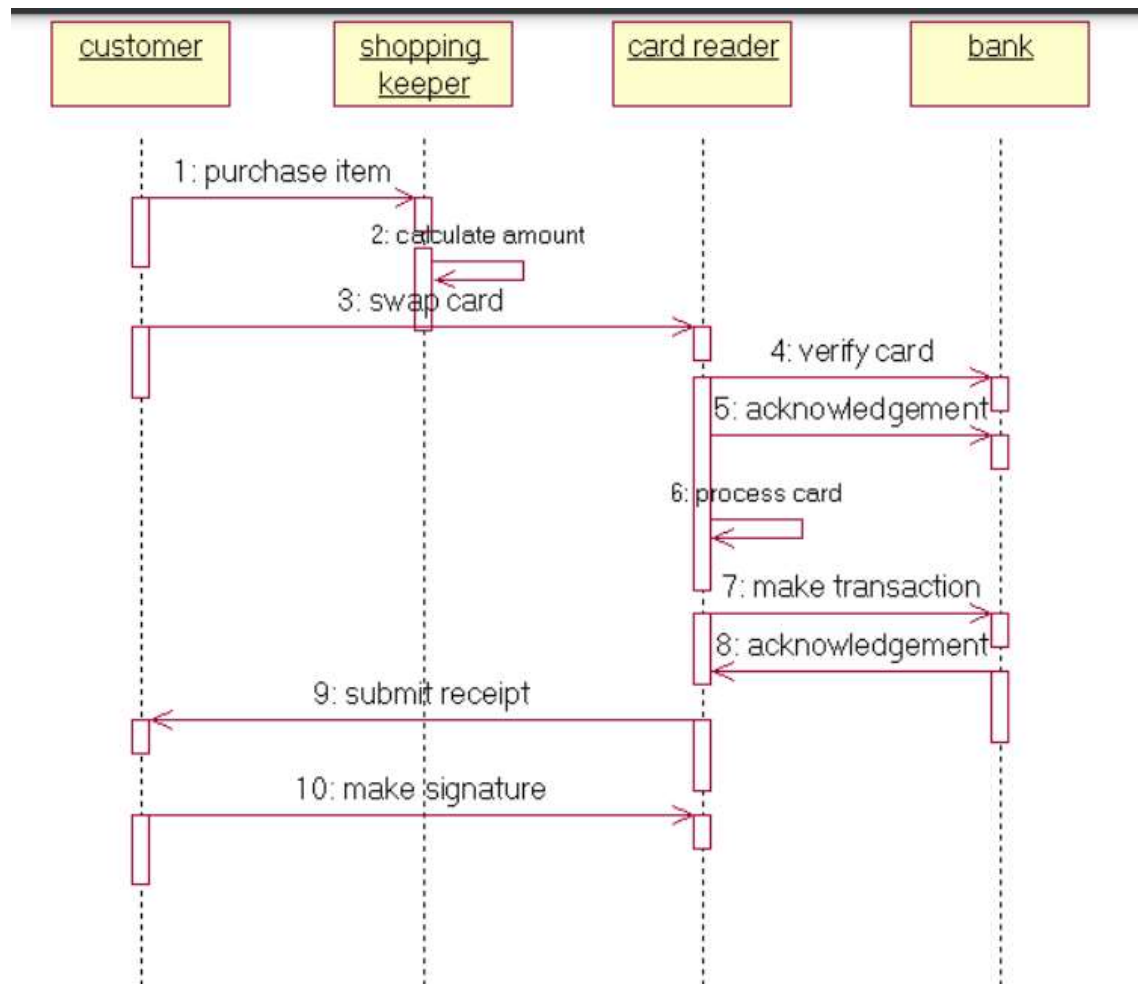 customer
shopping
keeper
card reader
bank
1: purchase item
2: calculate amount
3: swap card
4: verify card
5: acknowledgement
6: process card
7: make transaction
8: acknowledgement
9: submit receipt
10: make signature